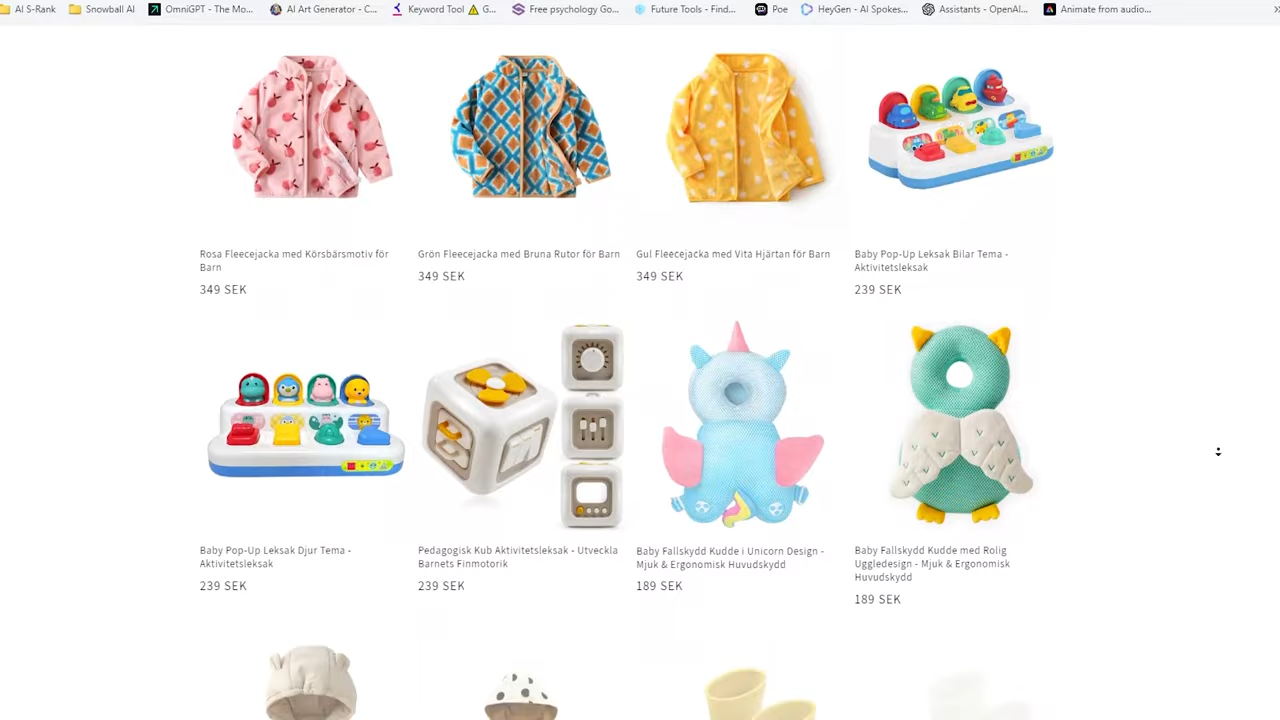 AI S-Rank
Snowball AI
OmniGPT - The Mo...
AI Art Generator - C...
Keyword Tool ⚠ G...
Free psychology Go...
Future Tools - Find...
Poe
HeyGen - AI Spokes...
Assistants - OpenAI...
Animate from audio...
Rosa Fleecejacka med Körsbärsmotiv för
Barn
349 SEK
Grön Fleecejacka med Bruna Rutor för Barn
349 SEK
Gul Fleecejacka med Vita Hjärtan för Barn
349 SEK
Baby Pop-Up Leksak Bilar Tema -
Aktivitetsleksak
239 SEK
Baby Pop-Up Leksak Djur Tema -
Aktivitetsleksak
239 SEK
Pedagogisk Kub Aktivitetsleksak - Utveckla
Barnets Finmotorik
239 SEK
Baby Fallskydd Kudde i Unicorn Design -
Mjuk & Ergonomisk Huvudskydd
189 SEK
Baby Fallskydd Kudde med Rolig
Uggledesign - Mjuk & Ergonomisk
Huvudskydd
189 SEK